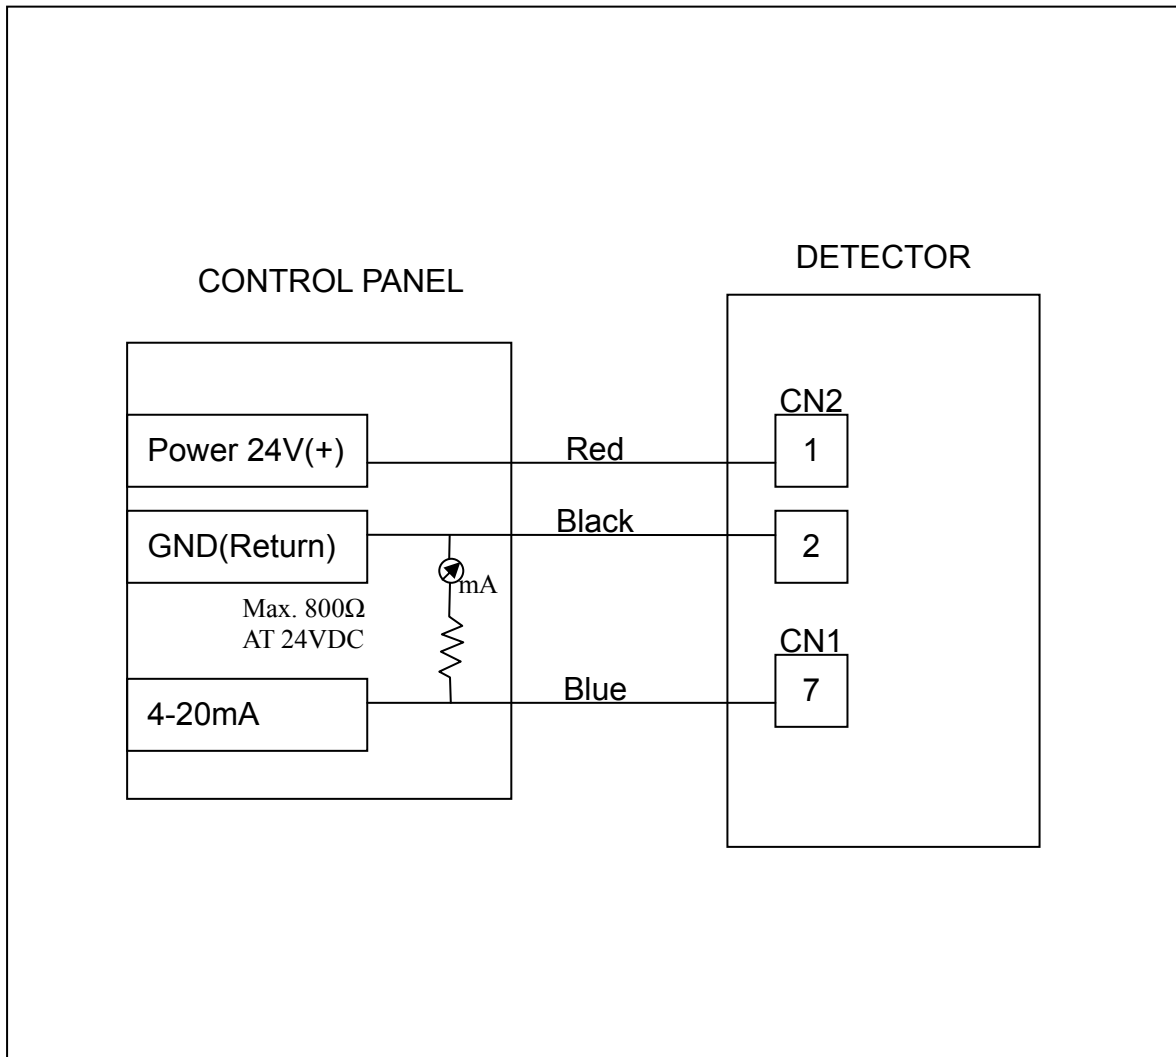 DETECTOR
CONTROL PANEL
CN2
Power 24V(+)
Red
1
GND(Return)
Black
2
mA
Max. 800Ω
AT 24VDC
CN1
4-20mA
Blue
7